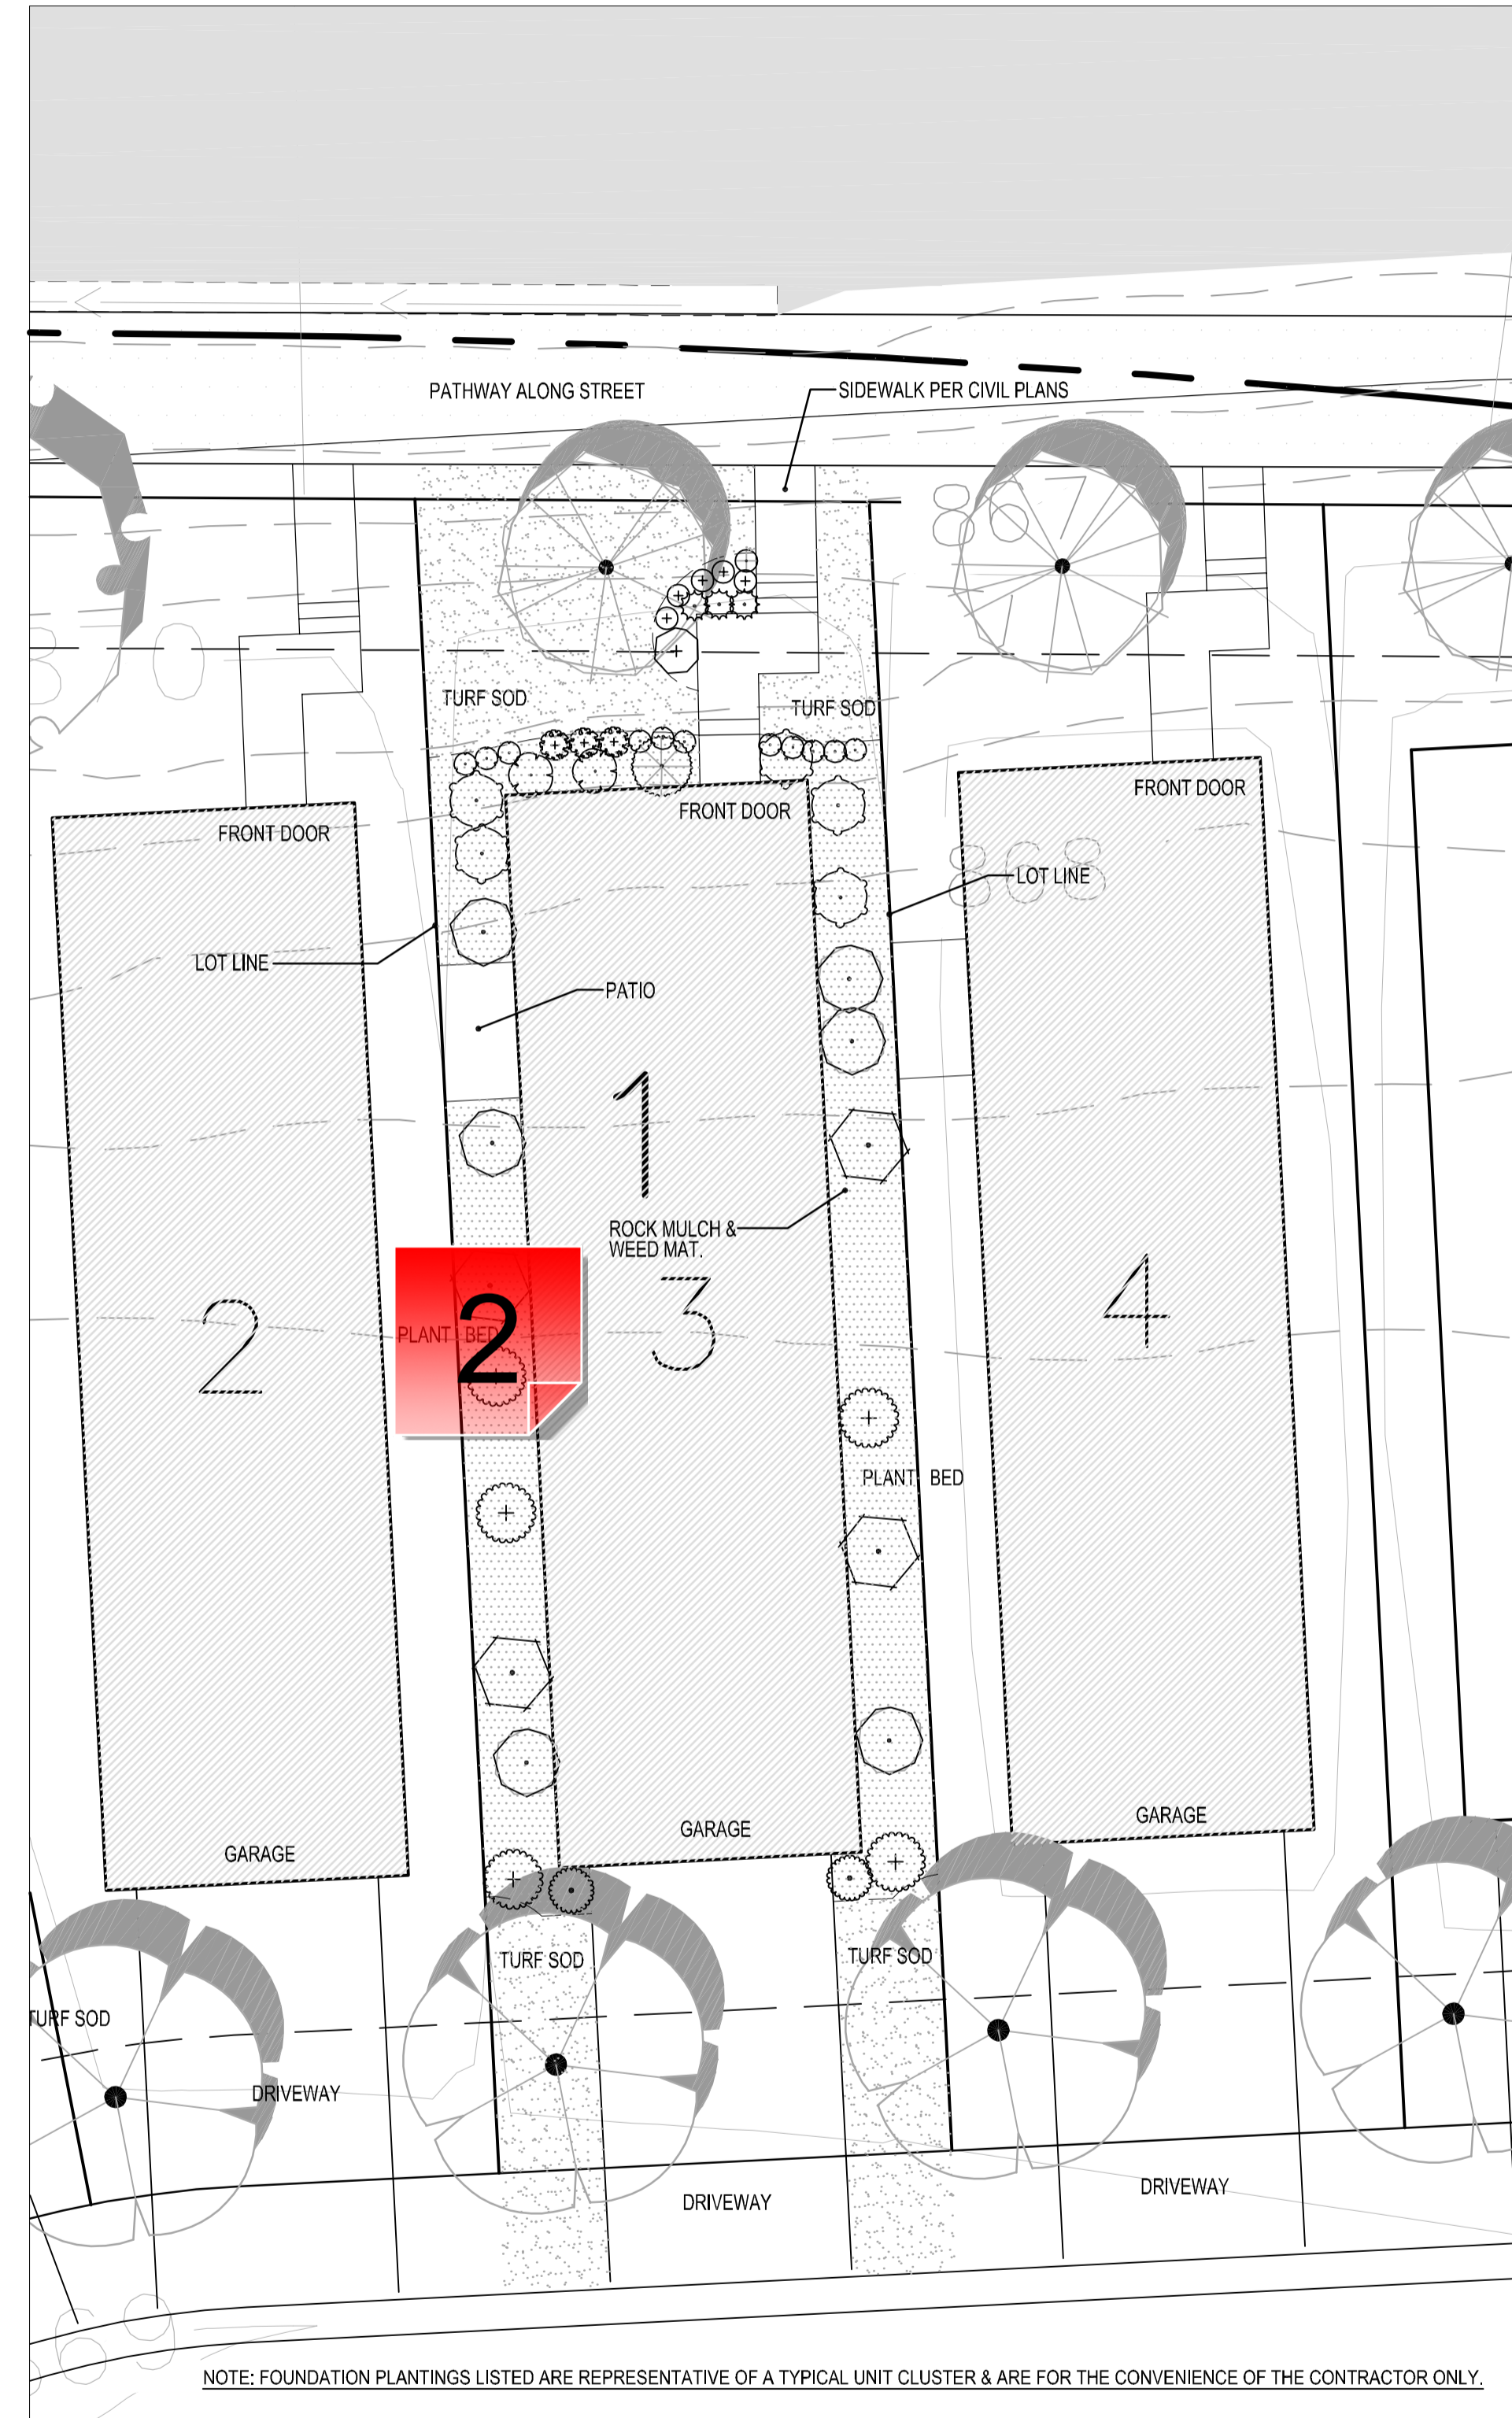 PATHWAY ALONG STREET
SIDEWALK PER CIVIL PLANS
TURF SOD
TURF SOD
FRONT DOOR
FRONT DOOR
FRONT DOOR
868
LOT LINE
LOT LINE
PATIO
1
ROCK MULCH &
WEED MAT.
2
PLANT BED
2
3
4
PLANT BED
GARAGE
GARAGE
GARAGE
TURF SOD
TURF SOD
TURF SOD
DRIVEWAY
DRIVEWAY
DRIVEWAY
NOTE: FOUNDATION PLANTINGS LISTED ARE REPRESENTATIVE OF A TYPICAL UNIT CLUSTER & ARE FOR THE CONVENIENCE OF THE CONTRACTOR ONLY.